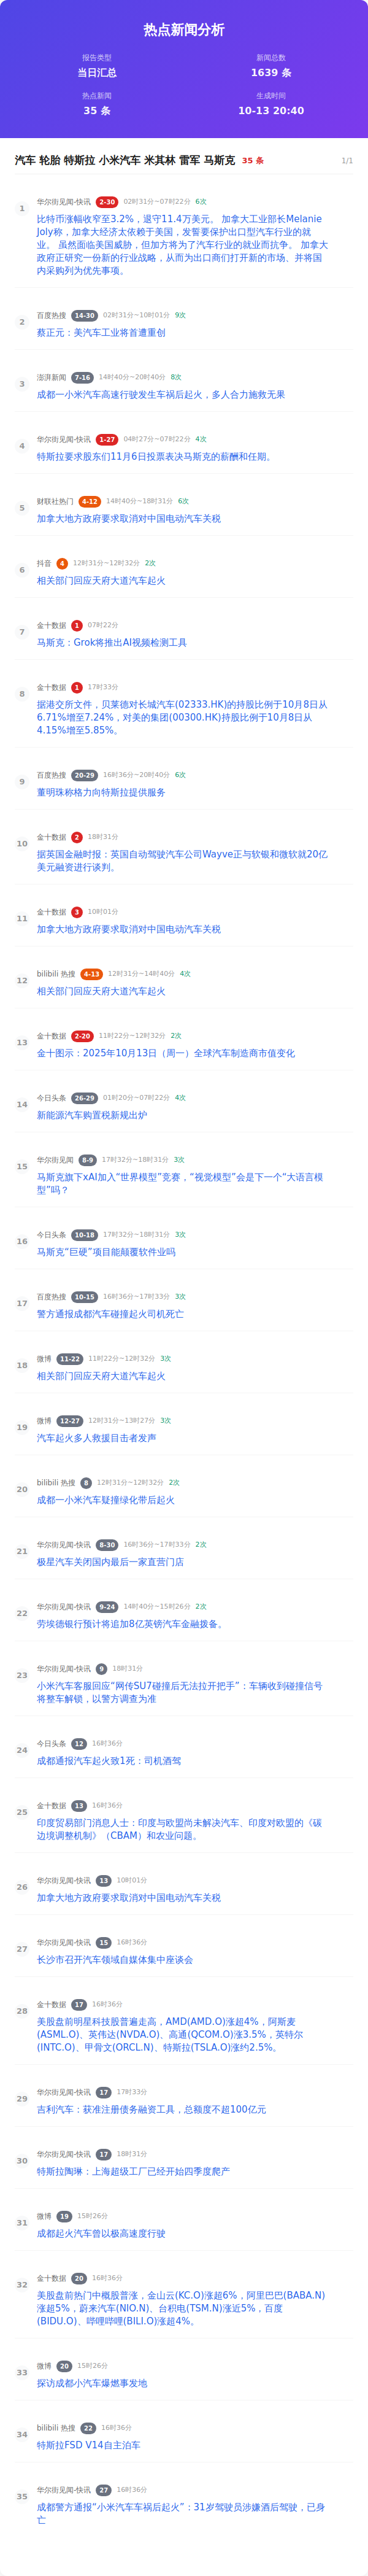 热点新闻分析
报告类型
新闻总数
当日汇总
1639 条
热点新闻
生成时间
35 条
10-13 20:40
汽车 轮胎 特斯拉 小米汽车 米其林 雷军 马斯克 35 条 1/1
1
华尔街见闻-快讯 2-30 02时31分~07时22分 6次
比特币涨幅收窄至3.2%，退守11.4万美元。 加拿大工业部长Melanie
Joly称，加拿大经济太依赖于美国，发誓要保护出口型汽车行业的就
业。 虽然面临美国威胁，但加方将为了汽车行业的就业而抗争。 加拿大
政府正研究一份新的行业战略，从而为出口商们打开新的市场、并将国
内采购列为优先事项。
2
百度热搜 14-30 02时31分~10时01分 9次
蔡正元：美汽车工业将首遭重创
3
澎湃新闻 7-16 14时40分~20时40分 8次
成都一小米汽车高速行驶发生车祸后起火，多人合力施救无果
4
华尔街见闻-快讯 1-27 04时27分~07时22分 4次
特斯拉要求股东们11月6日投票表决马斯克的薪酬和任期。
5
财联社热门 4-12 14时40分~18时31分 6次
加拿大地方政府要求取消对中国电动汽车关税
6
抖音 4 12时31分~12时32分 2次
相关部门回应天府大道汽车起火
7
金十数据 1 07时22分
马斯克：Grok将推出AI视频检测工具
8
金十数据 1 17时33分
据港交所文件，贝莱德对长城汽车(02333.HK)的持股比例于10月8日从
6.71%增至7.24%，对美的集团(00300.HK)持股比例于10月8日从
4.15%增至5.85%。
9
百度热搜 20-29 16时36分~20时40分 6次
董明珠称格力向特斯拉提供服务
10
金十数据 2 18时31分
据英国金融时报：英国自动驾驶汽车公司Wayve正与软银和微软就20亿
美元融资进行谈判。
11
金十数据 3 10时01分
加拿大地方政府要求取消对中国电动汽车关税
12
bilibili 热搜 4-13 12时31分~14时40分 4次
相关部门回应天府大道汽车起火
13
金十数据 2-20 11时22分~12时32分 2次
金十图示：2025年10月13日（周一）全球汽车制造商市值变化
14
今日头条 26-29 01时20分~07时22分 4次
新能源汽车购置税新规出炉
15
华尔街见闻 8-9 17时32分~18时31分 3次
马斯克旗下xAI加入“世界模型”竞赛，“视觉模型”会是下一个“大语言模
型”吗？
16
今日头条 10-18 17时32分~18时31分 3次
马斯克“巨硬”项目能颠覆软件业吗
17
百度热搜 10-15 16时36分~17时33分 3次
警方通报成都汽车碰撞起火司机死亡
18
微博 11-22 11时22分~12时32分 3次
相关部门回应天府大道汽车起火
19
微博 12-27 12时31分~13时27分 3次
汽车起火多人救援目击者发声
20
bilibili 热搜 8 12时31分~12时32分 2次
成都一小米汽车疑撞绿化带后起火
21
华尔街见闻-快讯 8-30 16时36分~17时33分 2次
极星汽车关闭国内最后一家直营门店
22
华尔街见闻-快讯 9-24 14时40分~15时26分 2次
劳埃德银行预计将追加8亿英镑汽车金融拨备。
23
华尔街见闻-快讯 9 18时31分
小米汽车客服回应“网传SU7碰撞后无法拉开把手”：车辆收到碰撞信号
将整车解锁，以警方调查为准
24
今日头条 12 16时36分
成都通报汽车起火致1死：司机酒驾
25
金十数据 13 16时36分
印度贸易部门消息人士：印度与欧盟尚未解决汽车、印度对欧盟的《碳
边境调整机制》（CBAM）和农业问题。
26
华尔街见闻-快讯 13 10时01分
加拿大地方政府要求取消对中国电动汽车关税
27
华尔街见闻-快讯 15 16时36分
长沙市召开汽车领域自媒体集中座谈会
28
金十数据 17 16时36分
美股盘前明星科技股普遍走高，AMD(AMD.O)涨超4%，阿斯麦
(ASML.O)、英伟达(NVDA.O)、高通(QCOM.O)涨3.5%，英特尔
(INTC.O)、甲骨文(ORCL.N)、特斯拉(TSLA.O)涨约2.5%。
29
华尔街见闻-快讯 17 17时33分
吉利汽车：获准注册债务融资工具，总额度不超100亿元
30
华尔街见闻-快讯 17 18时31分
特斯拉陶琳：上海超级工厂已经开始四季度爬产
31
微博 19 15时26分
成都起火汽车曾以极高速度行驶
32
金十数据 20 16时36分
美股盘前热门中概股普涨，金山云(KC.O)涨超6%，阿里巴巴(BABA.N)
涨超5%，蔚来汽车(NIO.N)、台积电(TSM.N)涨近5%，百度
(BIDU.O)、哔哩哔哩(BILI.O)涨超4%。
33
微博 20 15时26分
探访成都小汽车爆燃事发地
34
bilibili 热搜 22 16时36分
特斯拉FSD V14自主泊车
35
华尔街见闻-快讯 27 16时36分
成都警方通报“小米汽车车祸后起火”：31岁驾驶员涉嫌酒后驾驶，已身
亡